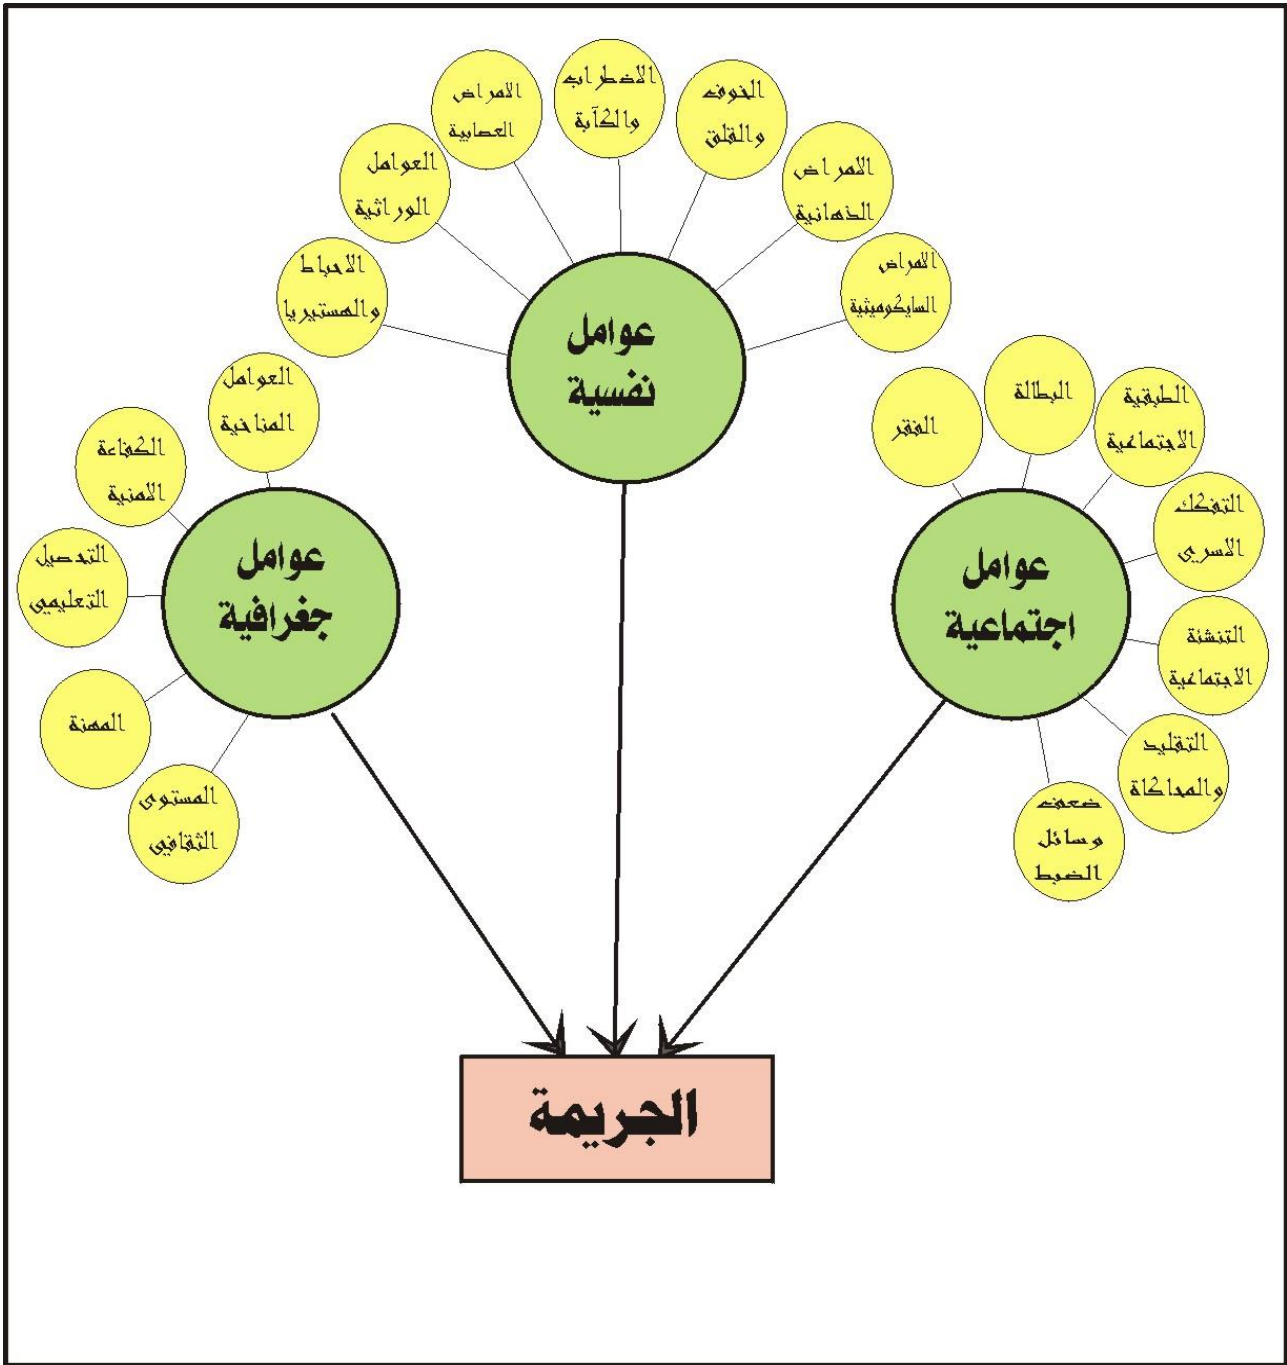 الاضطراب
والكآبة
الخوف
والقلق
الامراض
العصابية
الامراض
الذهانية
العوامل
الوراثية
الامراض
السايكوميثية
الاحباط
والهستيريا
عوامل
نفسية
العوامل
المناخية
الكفاءة
الامنية
التحصيل
التعليمي
المهنة
المستوى
الثقافي
عوامل
جغرافية
الفقر
البطالة
الطبقية
الاجتماعية
التفكك
الاسري
التنشئة
الاجتماعية
التقليد
والمحاكاة
ضعف
وسائل
الضبط
عوامل
اجتماعية
الجريمة